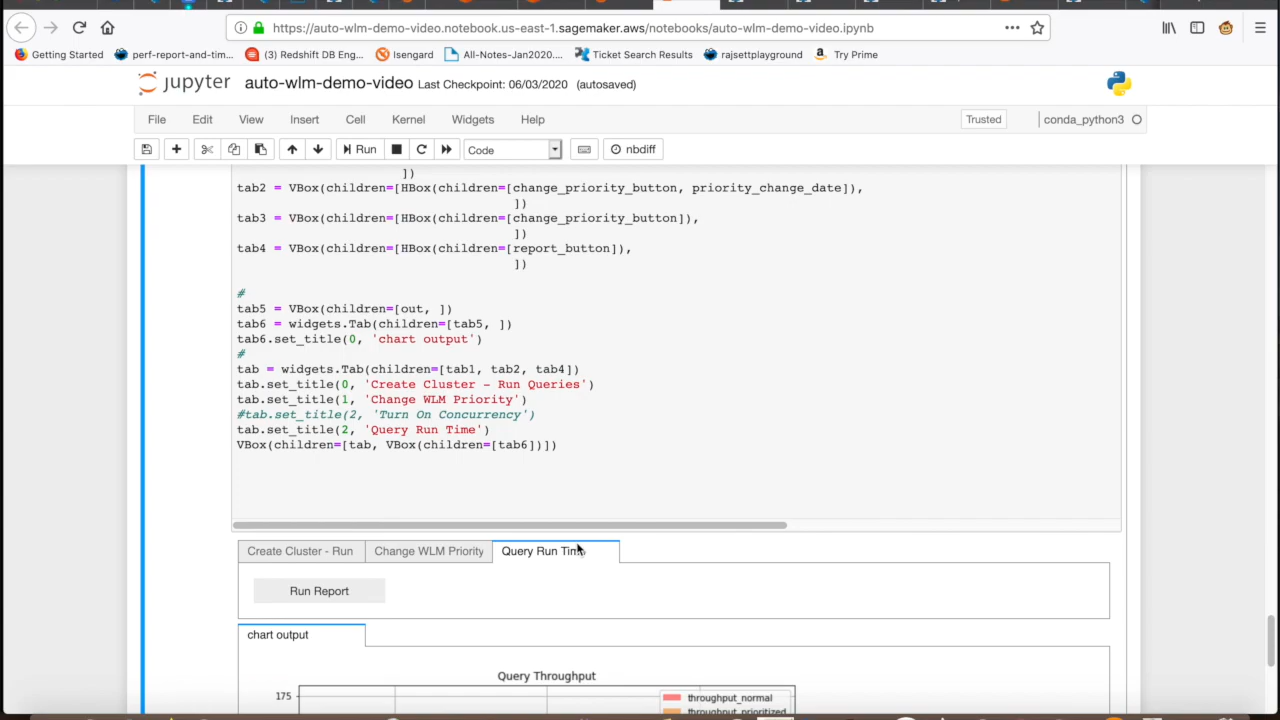 https://auto-wlm-demo-video.notebook.us-east-1.sagemaker.aws/notebooks/auto-wlm-demo-video.ipynb
Getting Started perf-report-and-tim... (3) Redshift DB Eng... Isengard All-Notes-Jan2020.... Ticket Search Results rajsettplayground Try Prime
jupyter auto-wlm-demo-video Last Checkpoint: 06/03/2020 (autosaved)
File Edit View Insert Cell Kernel Widgets Help Trusted conda_python3
Run Code nbdiff
])
tab2 = VBox(children=[HBox(children=[change_priority_button, priority_change_date]),
])
tab3 = VBox(children=[HBox(children=[change_priority_button]),
])
tab4 = VBox(children=[HBox(children=[report_button]),
])
#
tab5 = VBox(children=[out, ])
tab6 = widgets.Tab(children=[tab5, ])
tab6.set_title(0, 'chart output')
#
tab = widgets.Tab(children=[tab1, tab2, tab4])
tab.set_title(0, 'Create Cluster - Run Queries')
tab.set_title(1, 'Change WLM Priority')
#tab.set_title(2, 'Turn On Concurrency')
tab.set_title(2, 'Query Run Time')
VBox(children=[tab, VBox(children=[tab6])])
Create Cluster - Run Change WLM Priority Query Run Time
Run Report
chart output
Query Throughput
175 throughput_normal
throughput_prioritized